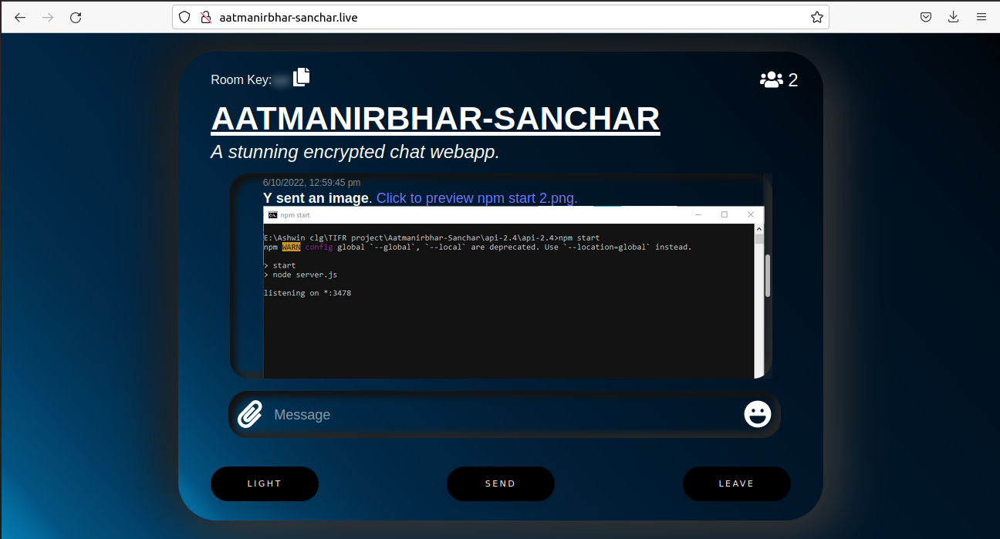 aatmanirbhar-sanchar.live
Room Key:
2
AATMANIRBHAR-SANCHAR
A stunning encrypted chat webapp.
6/10/2022, 12:59:45 pm
Y sent an image. Click to preview npm start 2.png.
npm start
E:\Ashwin clg\TIFR project\Aatmanirbhar-Sanchar\api-2.4\api-2.4>npm start
npm WARN config global `--global`, `--local` are deprecated. Use `--location=global` instead.
> start
> node server.js
listening on *:3478
Message
LIGHT
SEND
LEAVE